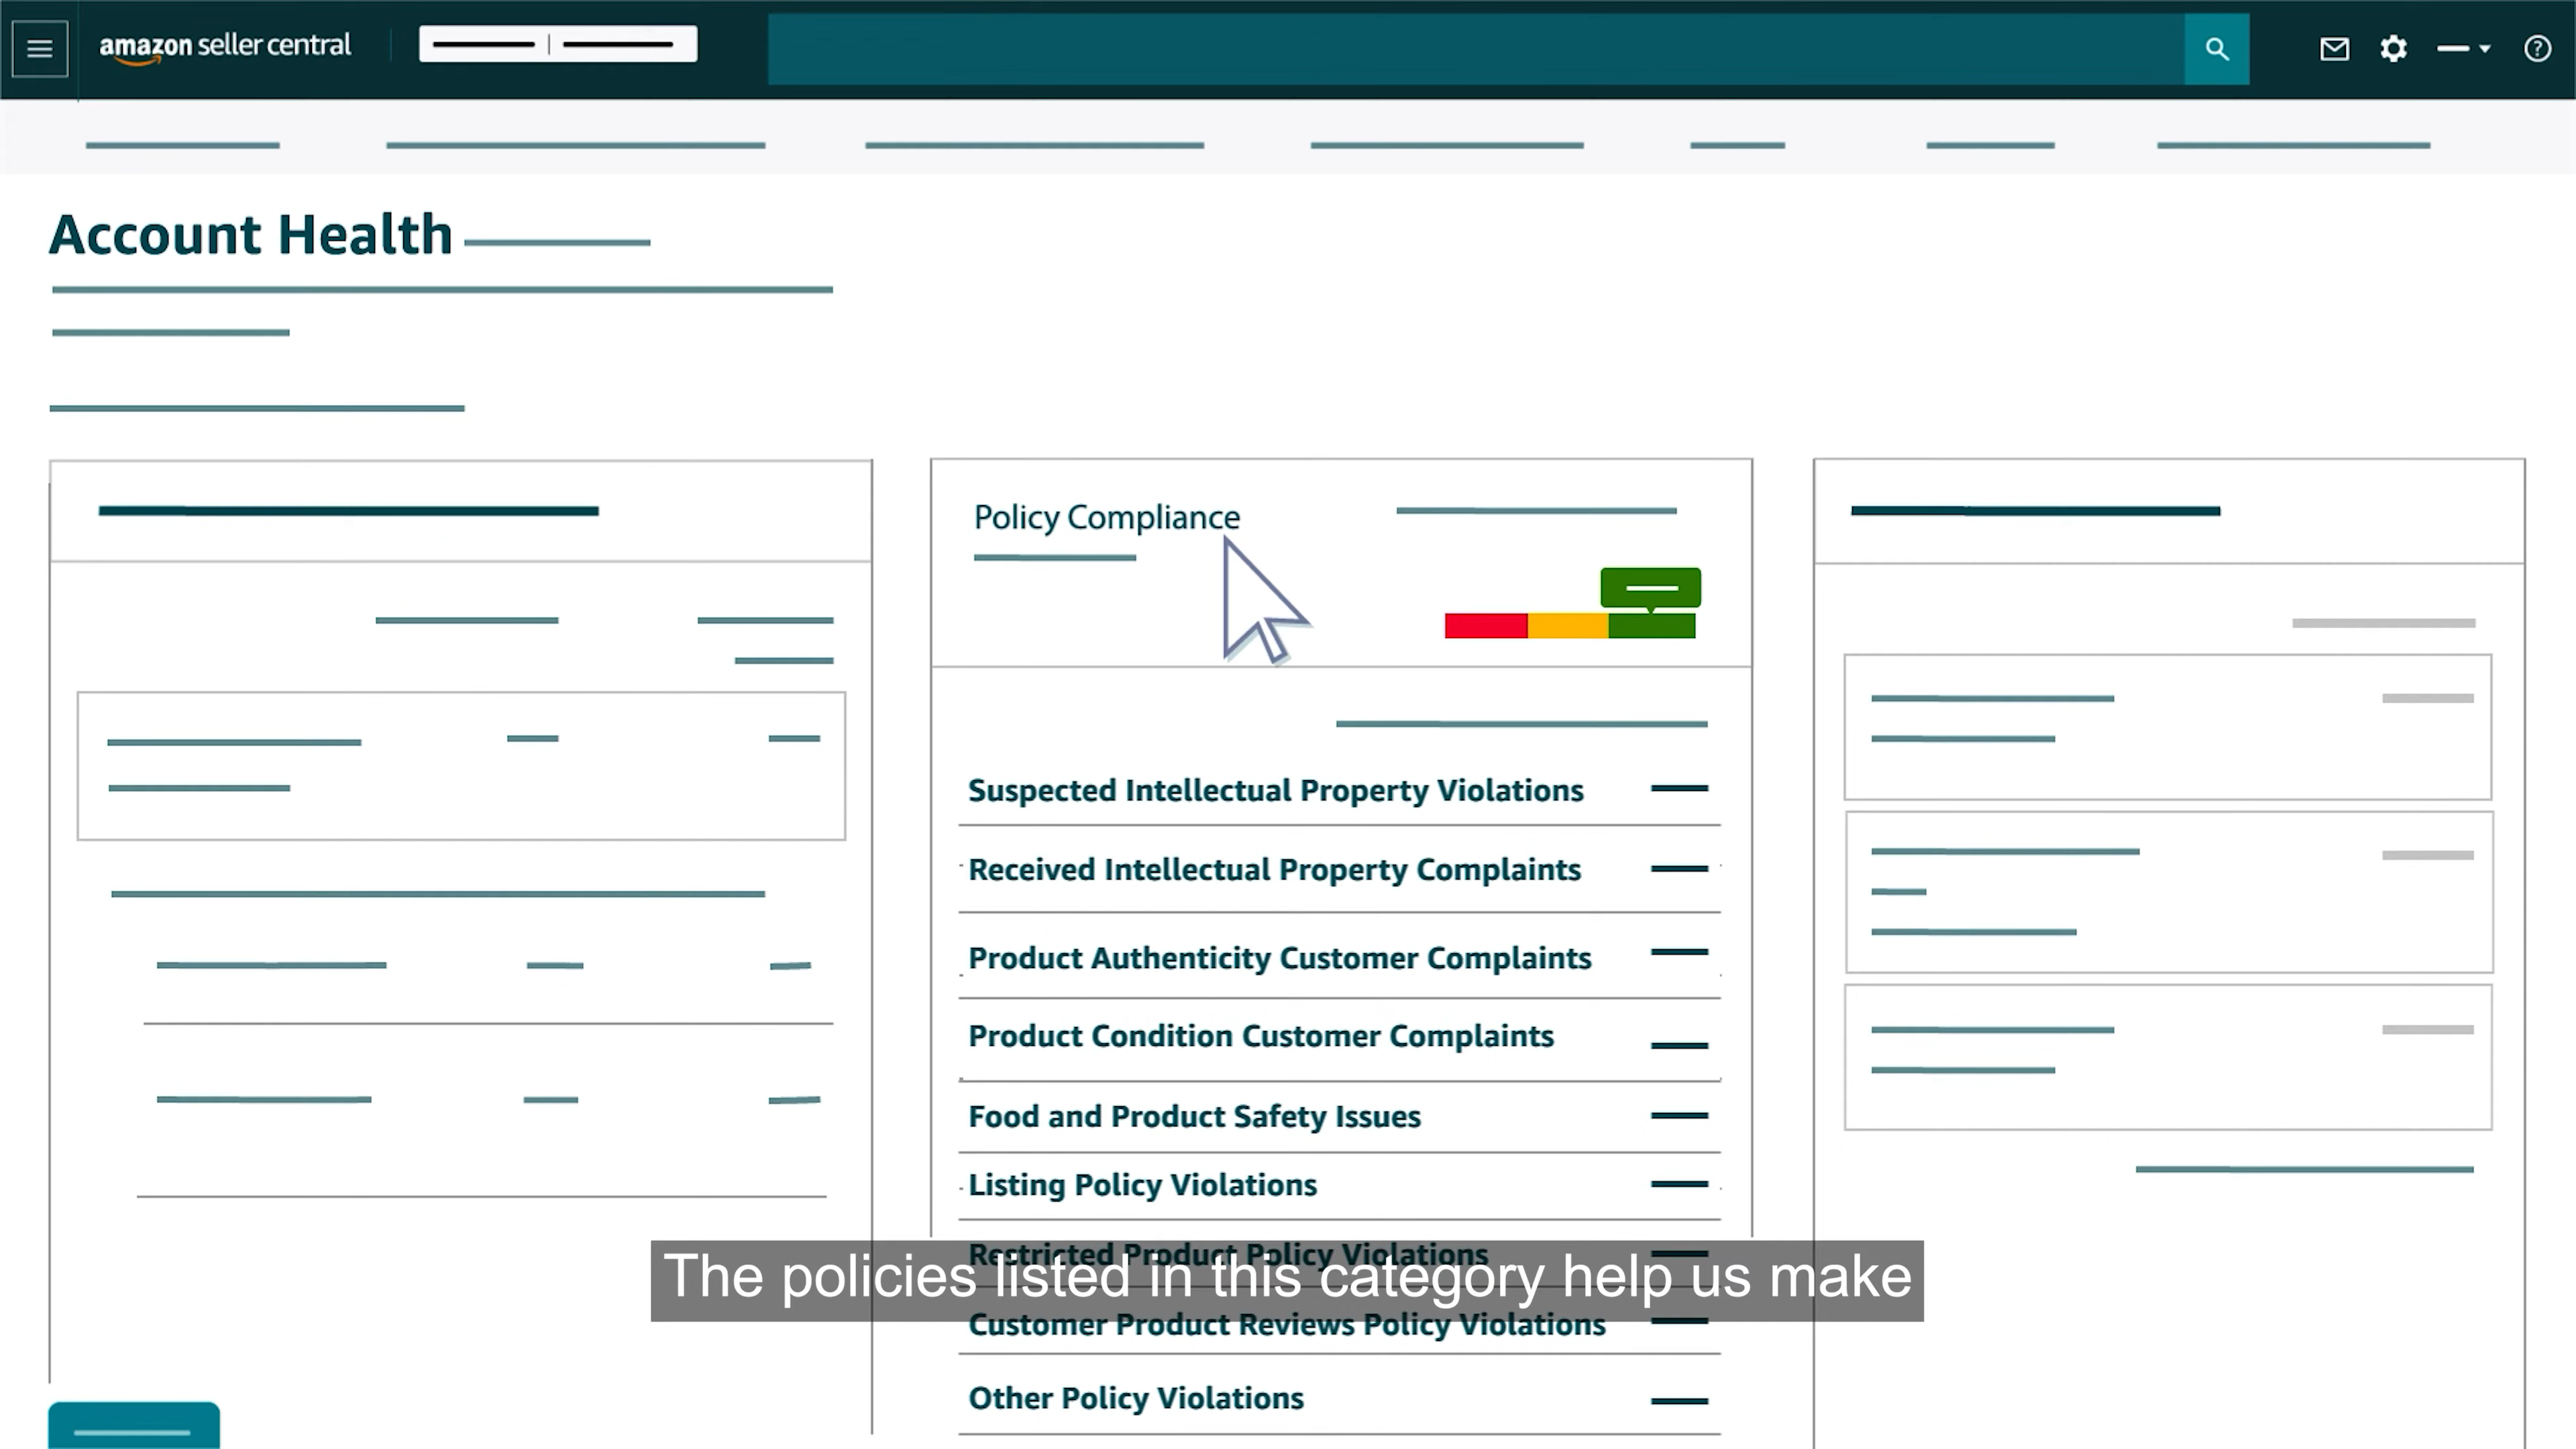 amazon seller central
Account Health
Policy Compliance
Suspected Intellectual Property Violations
Received Intellectual Property Complaints
Product Authenticity Customer Complaints
Product Condition Customer Complaints
Food and Product Safety Issues
Listing Policy Violations
Restricted Product Policy Violations
The policies listed in this category help us make
Customer Product Reviews Policy Violations
Other Policy Violations